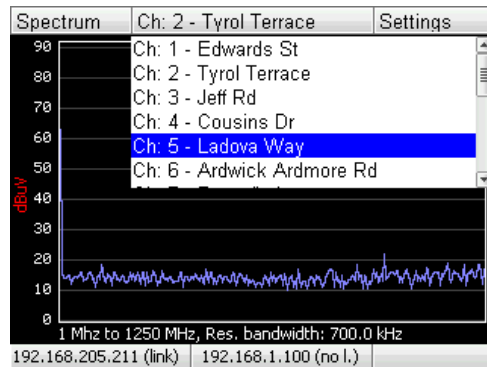 Spectrum Ch: 2 - Tyrol Terrace Settings
Ch: 1 - Edwards St
Ch: 2 - Tyrol Terrace
Ch: 3 - Jeff Rd
Ch: 4 - Cousins Dr
Ch: 5 - Ladova Way
Ch: 6 - Ardwick Ardmore Rd
90
80
70
60
50
40
30
20
10
0
dBuV
1 Mhz to 1250 MHz, Res. bandwidth: 700.0 kHz
192.168.205.211 (link) 192.168.1.100 (no l.)